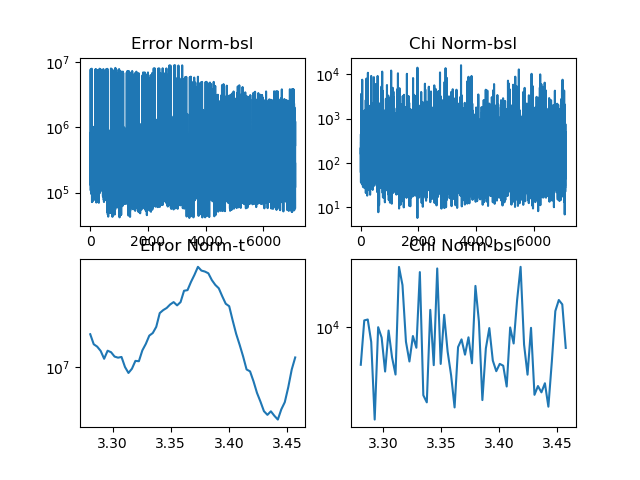 Error Norm-bsl
Chi Norm-bsl
10^7
10^6
10^5
0 2000 4000 6000
10^4
10^3
10^2
10^1
0 2000 4000 6000
Error Norm-t
Chi Norm-bsl
10^7
3.30 3.35 3.40 3.45
10^4
3.30 3.35 3.40 3.45